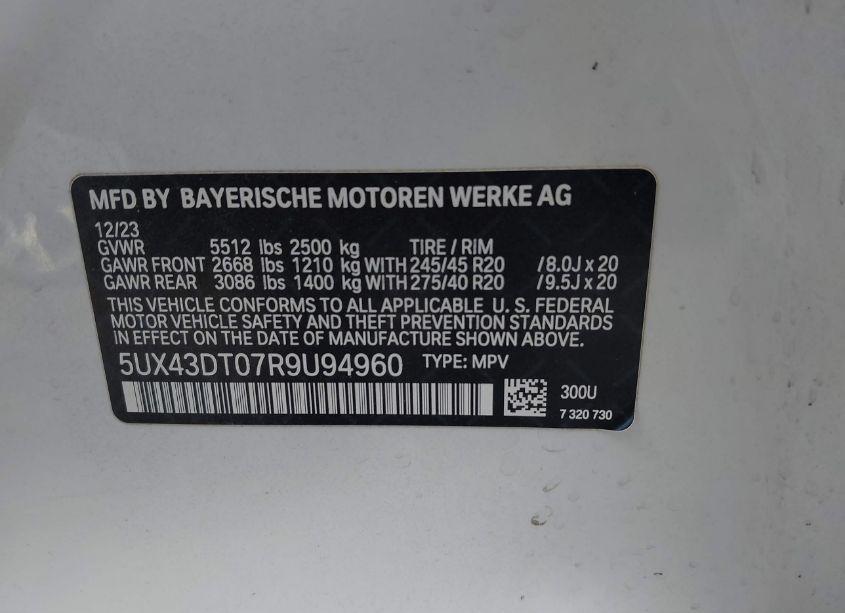 MFD BY BAYERISCHE MOTOREN WERKE AG
12/23
GVWR 5512 lbs 2500 kg TIRE / RIM
GAWR FRONT 2668 lbs 1210 kg WITH 245/45 R20 /8.0J x 20
GAWR REAR 3086 lbs 1400 kg WITH 275/40 R20 /9.5J x 20
THIS VEHICLE CONFORMS TO ALL APPLICABLE U. S. FEDERAL
MOTOR VEHICLE SAFETY AND THEFT PREVENTION STANDARDS
IN EFFECT ON THE DATE OF MANUFACTURE SHOWN ABOVE.
5UX43DT07R9U94960 TYPE: MPV
300U
7 320 730